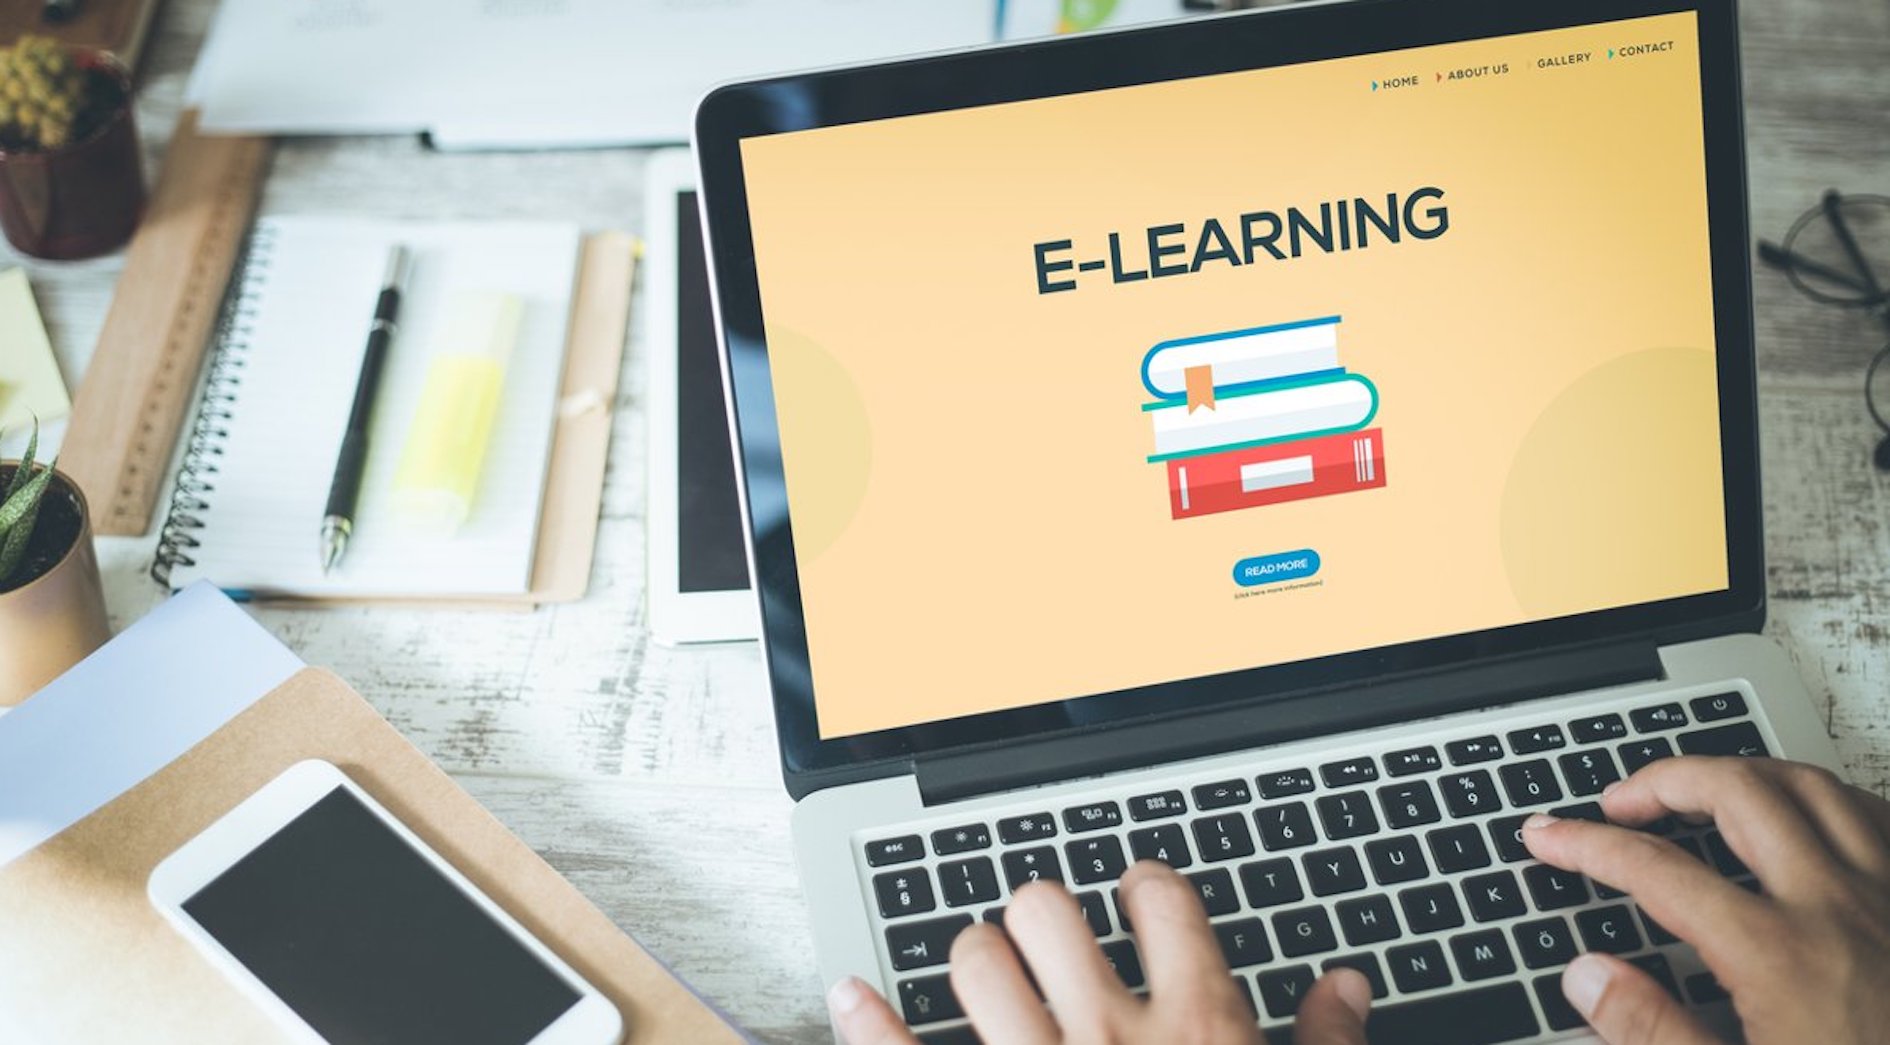 HOME ABOUT US GALLERY CONTACT
E-LEARNING
READ MORE
(click here more information)
esc F1 F2 F3 F4 F5 F6 F7 F8 F9 F10 F11 F12
± § ! 1 * 2 " 3 ' 4 ( 5 / 6 ) 7 _ 8 % 9 : 0 $ ; +
R T Y U I
F G H J K L
V N M Ö Ç